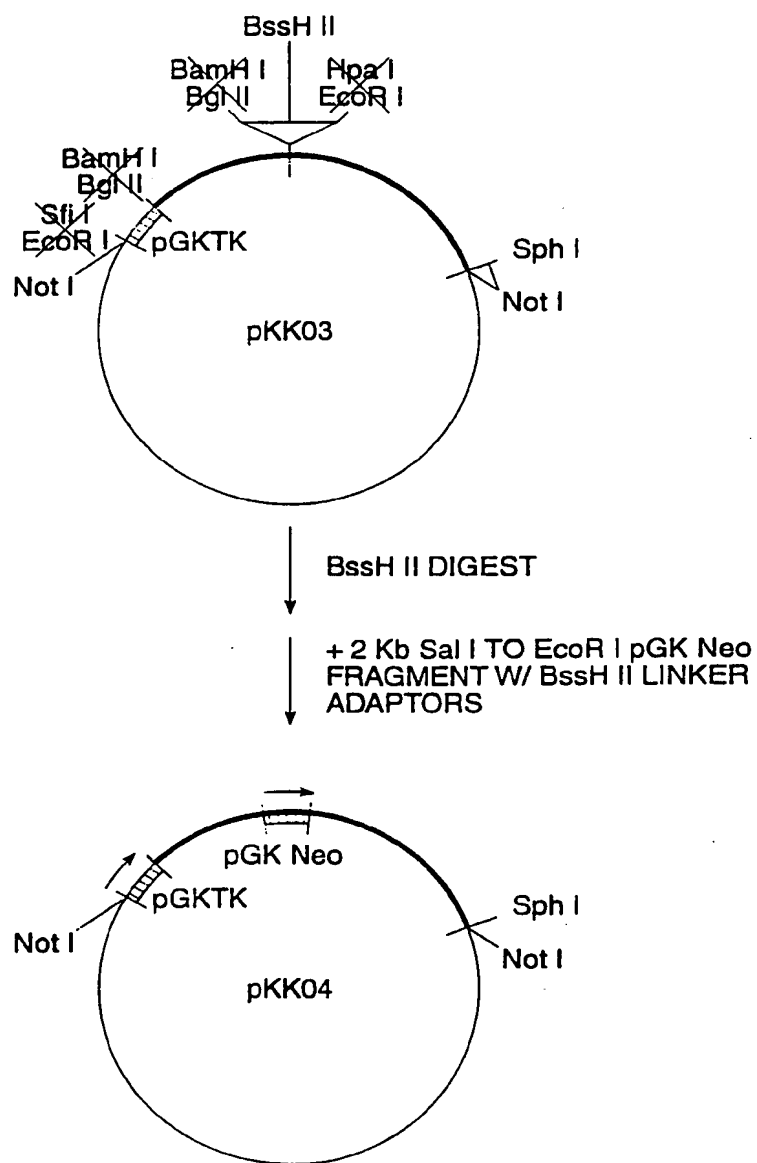 BssH II
BamH I
Bgl II
Hpa I
EcoR I
BamH I
Bgl II
Sfi I
EcoR I
pGKTK
Not I
Sph I
Not I
pKK03
BssH II DIGEST
+ 2 Kb Sal I TO EcoR I pGK Neo
FRAGMENT W/ BssH II LINKER
ADAPTORS
pGK Neo
pGKTK
Not I
Sph I
Not I
pKK04